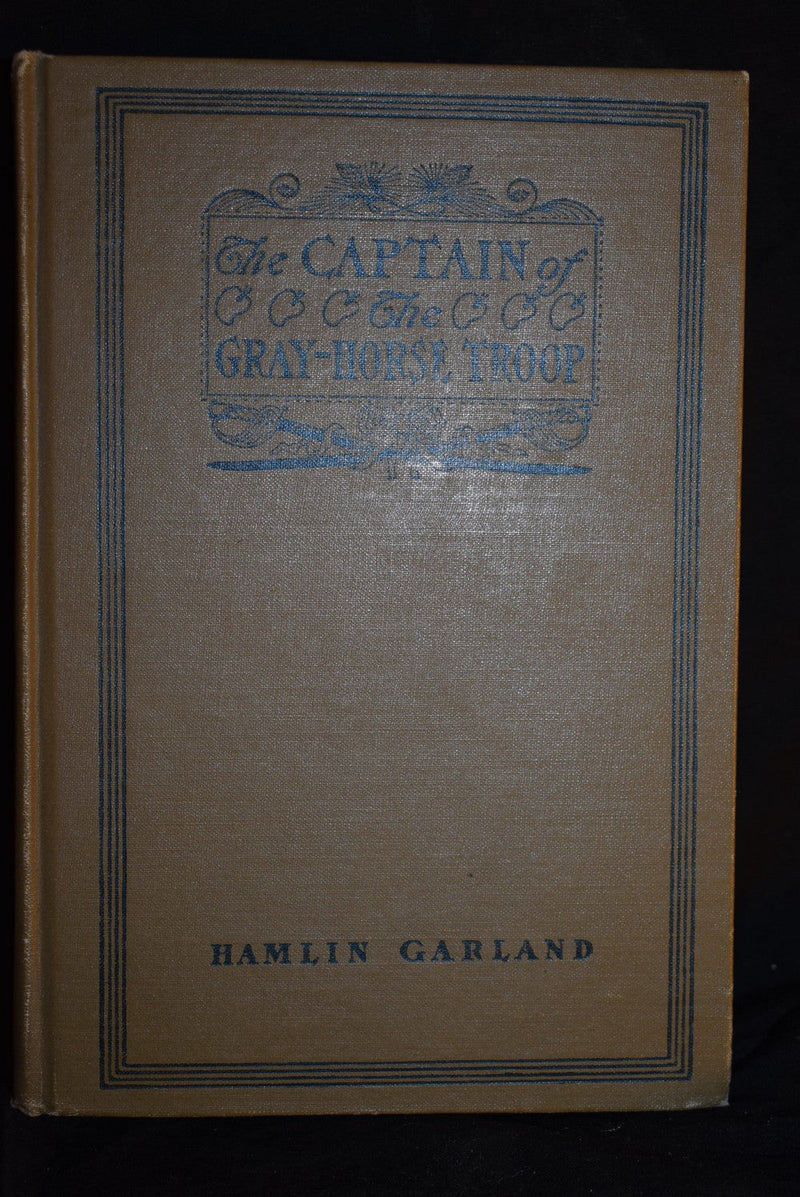 The CAPTAIN of
The
GRAY-HORSE TROOP
HAMLIN GARLAND